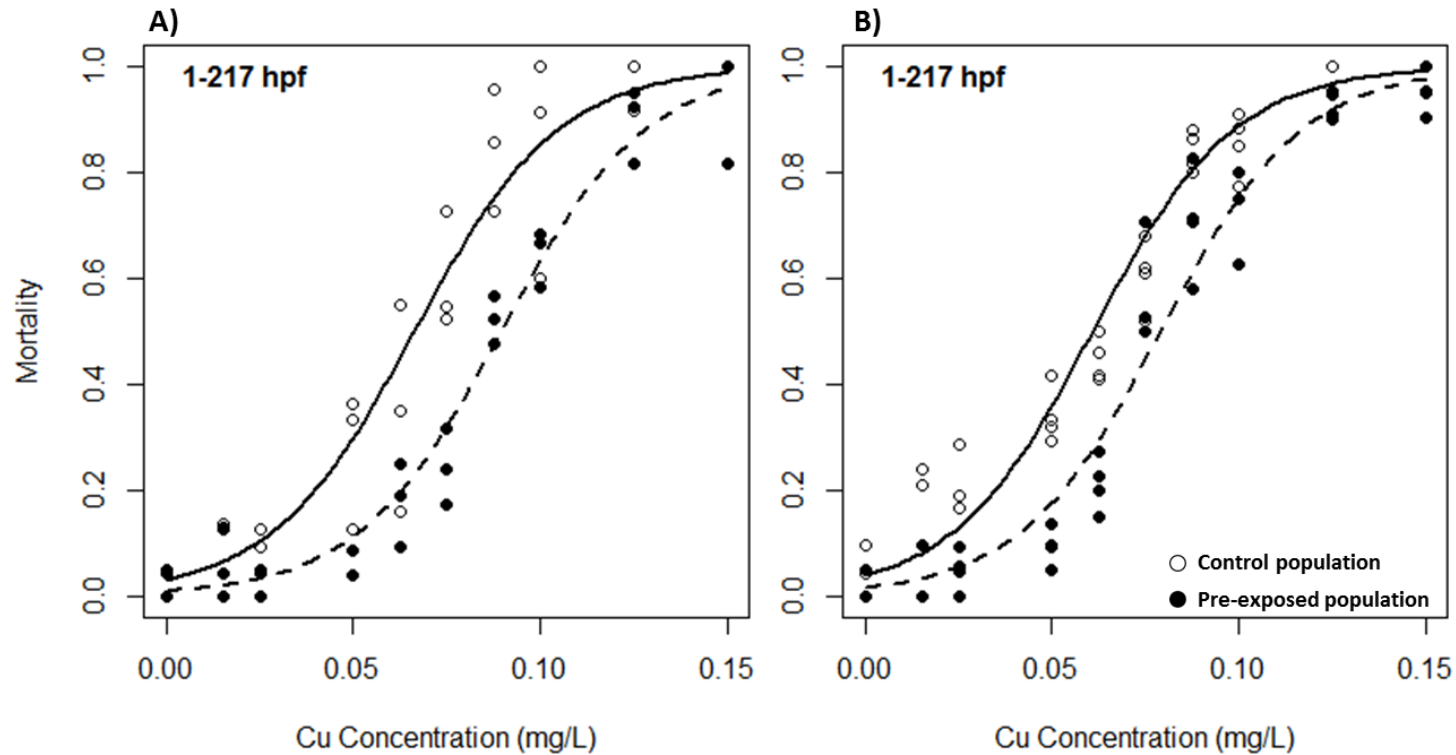 A)
1-217 hpf
Mortality
1.0
0.8
0.6
0.4
0.2
0.0
0.00 0.05 0.10 0.15
Cu Concentration (mg/L)
B)
1-217 hpf
1.0
0.8
0.6
0.4
0.2
0.0
Control population
Pre-exposed population
0.00 0.05 0.10 0.15
Cu Concentration (mg/L)